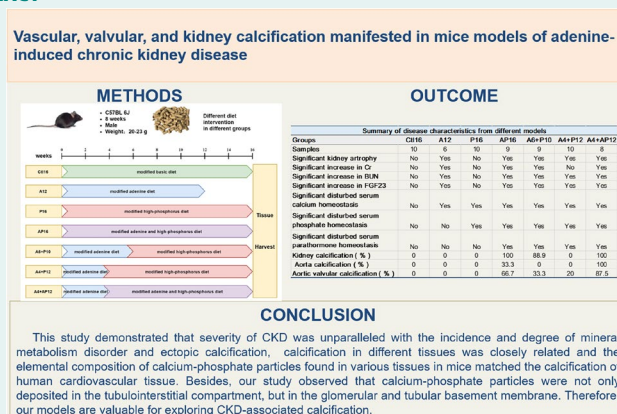 Vascular, valvular, and kidney calcification manifested in mice models of adenine-
induced chronic kidney disease
METHODS
• C57BL 6J
• 8 weeks
• Male
• Weight: 20-23 g
Different diet
intervention
in different groups
weeks
0 4 6 12 16
Ctl16 modified basic diet
A12 modified adenine diet
P16 modified high-phosphorus diet
AP16 modified adenine and high-phosphorus diet
A6+P10 modified adenine diet modified high-phosphorus diet
A4+P12 modified adenine diet modified high-phosphorus diet
A4+AP12 modified adenine diet modified adenine and high-phosphorus diet
Tissue
Harvest
OUTCOME
Summary of disease characteristics from different models
Groups Ctl16 A12 P16 AP16 A6+P10 A4+P12 A4+AP12
Samples 10 6 10 9 9 10 8
Significant kidney artrophy No Yes No Yes Yes Yes Yes
Significant increase in Cr No Yes No Yes Yes No Yes
Significant increase in BUN No Yes No Yes Yes Yes Yes
Significant increase in FGF23 No Yes No Yes Yes Yes Yes
Significant disturbed serum
calcium homeostasis No Yes Yes Yes Yes Yes Yes
Significant disturbed serum
phosphate homeostasis No No Yes Yes Yes Yes Yes
Significant disturbed serum
parathormone homeostasis No No No Yes Yes Yes Yes
Kidney calcification ( % ) 0 0 0 100 88.9 0 100
Aorta calcification ( % ) 0 0 0 33.3 0 0 100
Aortic valvular calcification ( % ) 0 0 0 66.7 33.3 20 87.5
CONCLUSION
This study demonstrated that severity of CKD was unparalleled with the incidence and degree of mineral
metabolism disorder and ectopic calcification, calcification in different tissues was closely related and the
elemental composition of calcium-phosphate particles found in various tissues in mice matched the calcification of
human cardiovascular tissue. Besides, our study observed that calcium-phosphate particles were not only
deposited in the tubulointerstitial compartment, but in the glomerular and tubular basement membrane. Therefore,
our models are valuable for exploring CKD-associated calcification.